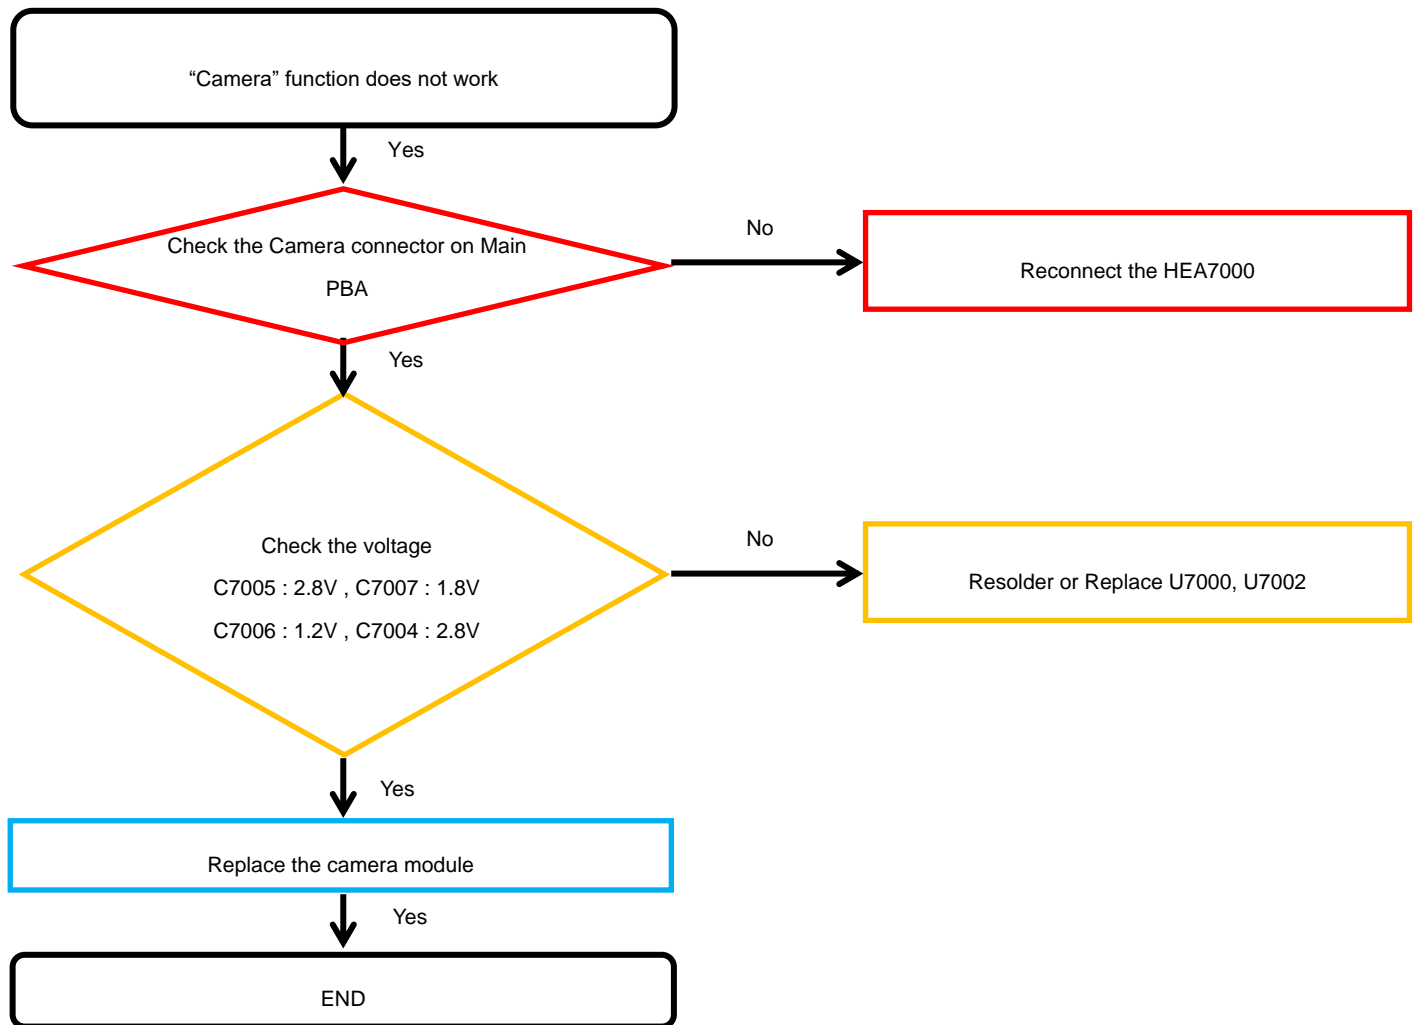 “Camera” function does not work
Yes
Check the Camera connector on Main
PBA
No
Reconnect the HEA7000
Yes
Check the voltage
C7005 : 2.8V , C7007 : 1.8V
C7006 : 1.2V , C7004 : 2.8V
No
Resolder or Replace U7000, U7002
Yes
Replace the camera module
Yes
END